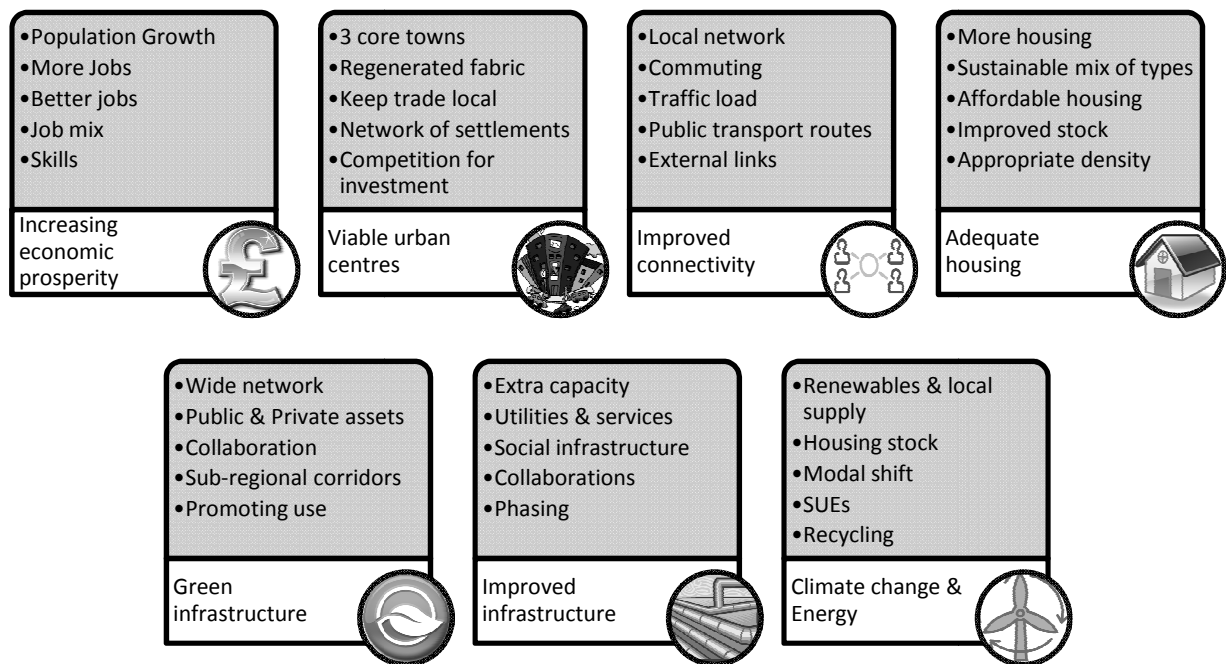 •Population Growth
•More Jobs
•Better jobs
•Job mix
•Skills
Increasing
economic
prosperity
•3 core towns
•Regenerated fabric
•Keep trade local
•Network of settlements
•Competition for
investment
Viable urban
centres
•Local network
•Commuting
•Traffic load
•Public transport routes
•External links
Improved
connectivity
•More housing
•Sustainable mix of types
•Affordable housing
•Improved stock
•Appropriate density
Adequate
housing
•Wide network
•Public & Private assets
•Collaboration
•Sub-regional corridors
•Promoting use
Green
infrastructure
•Extra capacity
•Utilities & services
•Social infrastructure
•Collaborations
•Phasing
Improved
infrastructure
•Renewables & local
supply
•Housing stock
•Modal shift
•SUEs
•Recycling
Climate change &
Energy